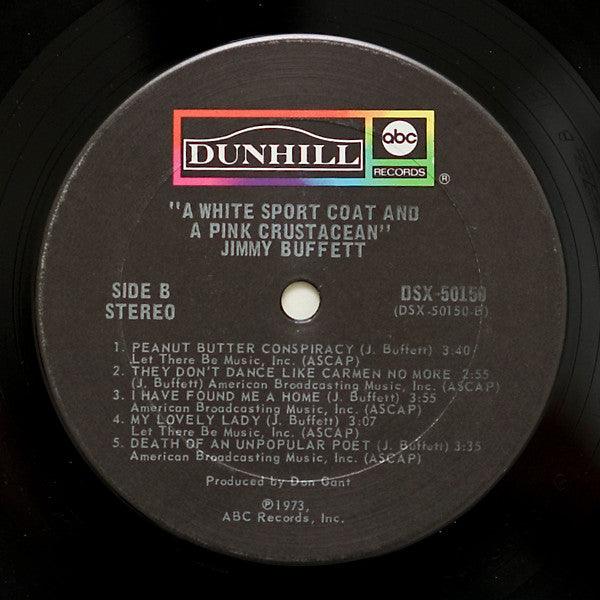 DUNHILL
abc
RECORDS
®
"A WHITE SPORT COAT AND
A PINK CRUSTACEAN"
JIMMY BUFFETT
SIDE B
STEREO
DSX-50150
(DSX-50150-B)
1. PEANUT BUTTER CONSPIRACY (J. Buffett) 3:40
Let There Be Music, Inc. (ASCAP)
2. THEY DON'T DANCE LIKE CARMEN NO MORE 2:55
(J. Buffett) American Broadcasting Music, Inc. (ASCAP)
3. I HAVE FOUND ME A HOME (J. Buffett) 3:55
American Broadcasting Music, Inc. (ASCAP)
4. MY LOVELY LADY (J. Buffett) 3:07
Let There Be Music, Inc. (ASCAP)
5. DEATH OF AN UNPOPULAR POET (J. Buffett) 3:35
American Broadcasting Music, Inc. (ASCAP)
Produced by Don Gant
℗1973,
ABC Records, Inc.